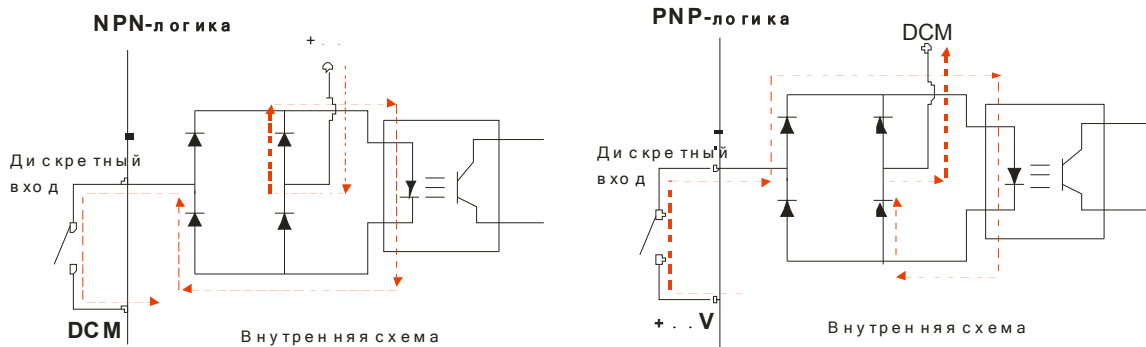 NPN-логика
+ . .
Дискретный
вход
DCM
Внутренняя схема
PNP-логика
DCM
Дискретный
вход
+ . . V
Внутренняя схема